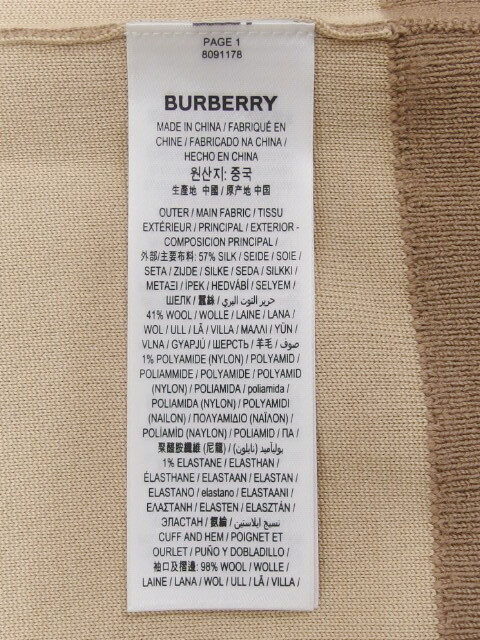 PAGE 1
8091178
BURBERRY
MADE IN CHINA / FABRIQUÉ EN
CHINE / FABRICADO NA CHINA /
HECHO EN CHINA
원산지: 중국
生產地 中國 / 原产地 中国
OUTER / MAIN FABRIC / TISSU
EXTÉRIEUR / PRINCIPAL / EXTERIOR -
COMPOSICIÓN PRINCIPAL /
外部/主要布料: 57% SILK / SEIDE / SOIE /
SETA / ZIJDE / SILKE / SEDA / SILKKI /
ΜΕΤΑΞΙ / İPEK / HEDVÁBÍ / SELYEM /
ШЕЛК / 蠶絲 / حرير التوت البري /
41% WOOL / WOLLE / LAINE / LANA /
WOL / ULL / LÃ / VILLA / ΜΑΛΛΙ / YÜN /
VLNA / GYAPJÚ / ШЕРСТЬ / 羊毛 / صوف /
1% POLYAMIDE (NYLON) / POLYAMID /
POLIAMMIDE / POLYAMIDE / POLYAMID
(NYLON) / POLIAMIDA / poliamida /
POLIAMIDA (NYLON) / POLYAMIDI
(NAILON) / ΠΟΛΥΑΜΙΔΙΟ (ΝΑΪΛΟΝ) /
POLİAMİD (NAYLON) / POLIAMID / ПА /
聚醯胺纖維 (尼龍) / بوليأميد (نايلون) /
1% ELASTANE / ELASTHAN /
ÉLASTHANE / ELASTAAN / ELASTAN /
ELASTANO / elastano / ELASTAANI /
ΕΛΑΣΤΑΝΗ / ELASTEN / ELASZTÁN /
ЭЛАСТАН / 氨綸 / نسيج ايلاستين /
CUFF AND HEM / POIGNET ET
OURLET / PUÑO Y DOBLADILLO /
袖口及摺邊: 98% WOOL / WOLLE /
LAINE / LANA / WOL / ULL / LÃ / VILLA /